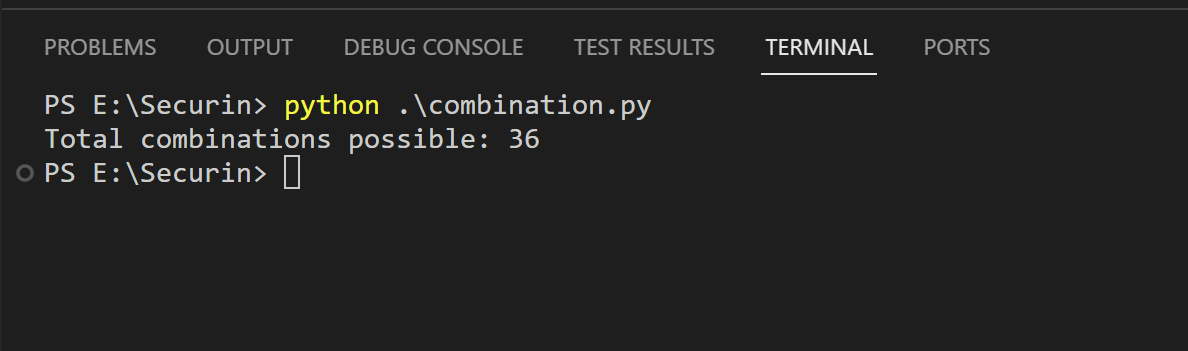 PROBLEMS OUTPUT DEBUG CONSOLE TEST RESULTS TERMINAL PORTS
PS E:\Securin> python .\combination.py
Total combinations possible: 36
PS E:\Securin>